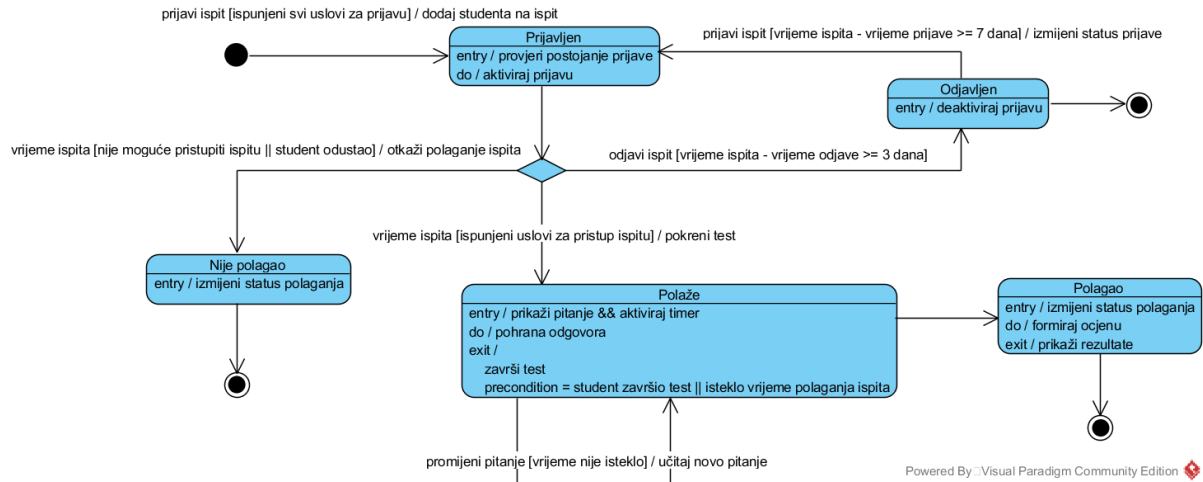 prijavi ispit [ispunjeni svi uslovi za prijavu] / dodaj studenta na ispit
Prijavljen
entry / provjeri postojanje prijave
do / aktiviraj prijavu
prijavi ispit [vrijeme ispita - vrijeme prijave >= 7 dana] / izmijeni status prijave
Odjavljen
entry / deaktiviraj prijavu
vrijeme ispita [nije moguće pristupiti ispitu || student odustao] / otkaži polaganje ispita
odjavi ispit [vrijeme ispita - vrijeme odjave >= 3 dana]
vrijeme ispita [ispunjeni uslovi za pristup ispitu] / pokreni test
Nije polagao
entry / izmijeni status polaganja
Polaže
entry / prikaži pitanje && aktiviraj timer
do / pohrana odgovora
exit /
završi test
precondition = student završio test || isteklo vrijeme polaganja ispita
Polagao
entry / izmijeni status polaganja
do / formiraj ocjenu
exit / prikaži rezultate
promijeni pitanje [vrijeme nije isteklo] / učitaj novo pitanje
Powered By Visual Paradigm Community Edition